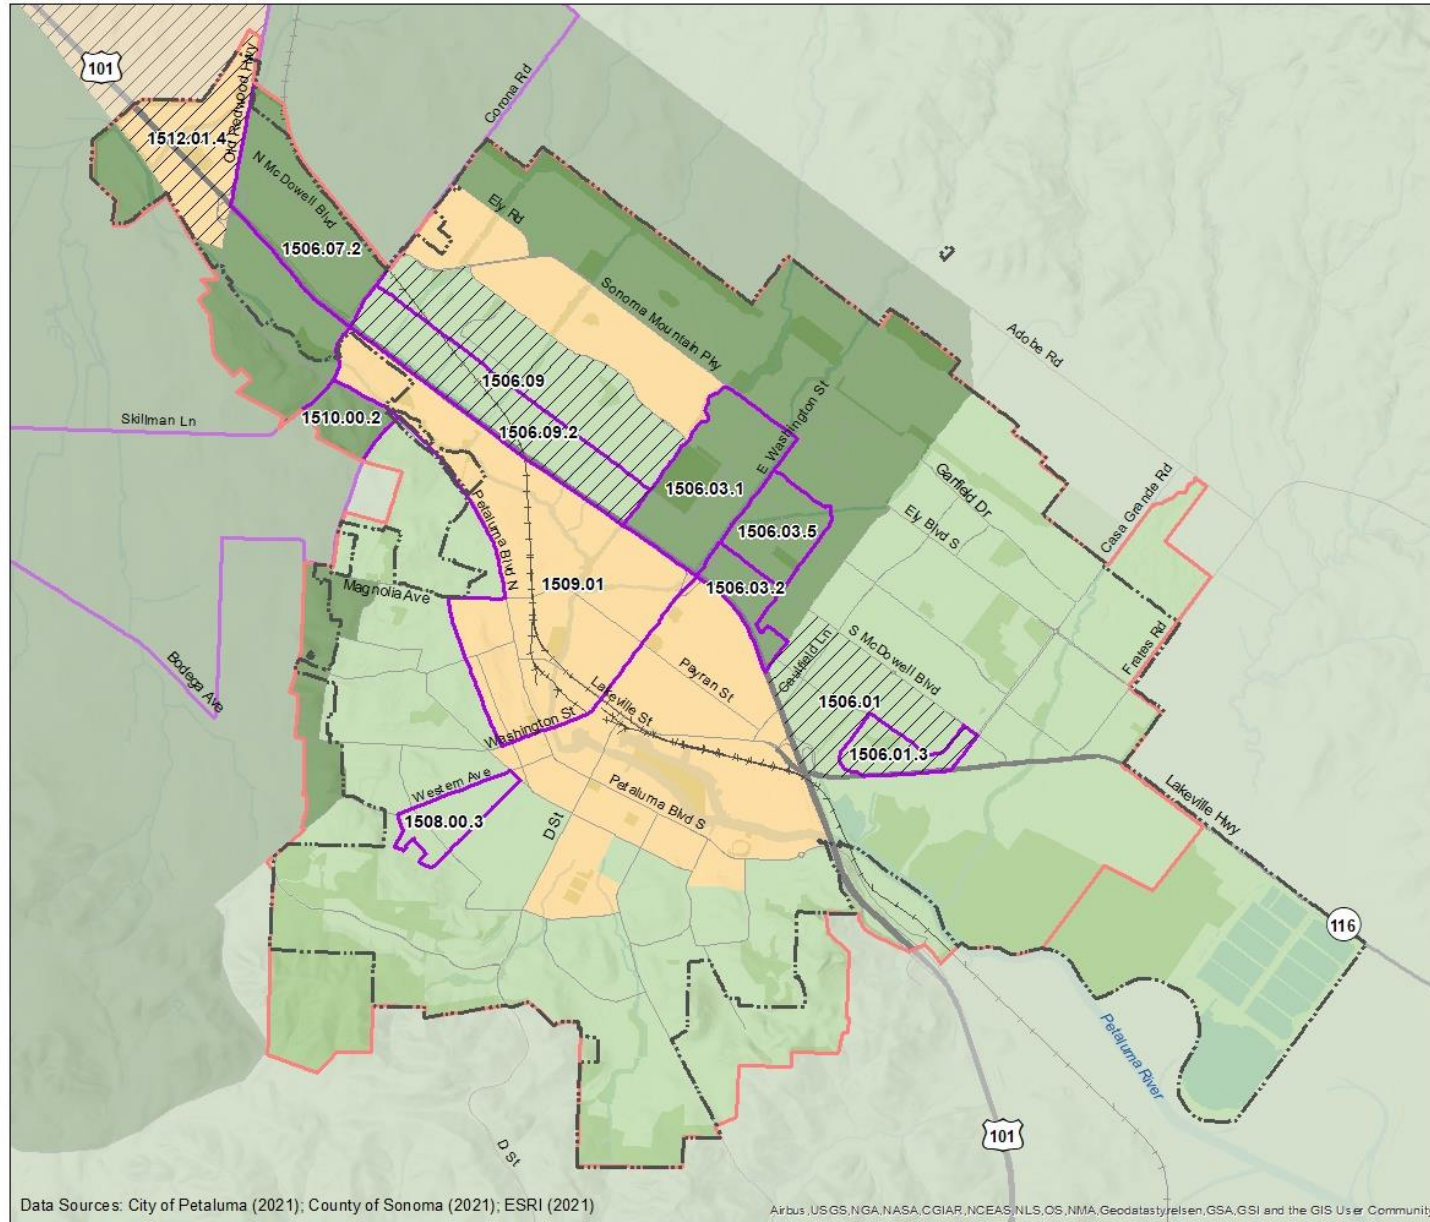 101
Old Redwood Hwy
1512.01.4
Corona Rd
N McDowell Blvd
Ely Rd
1506.07.2
Sonoma Mountain Pky
Adobe Rd
1506.09
E Washington St
Skillman Ln
1510.00.2
1506.09.2
1506.03.1
Garfield Dr
Casa Grande Rd
Petaluma Blvd N
1506.03.5
Ely Blvd S
Magnolia Ave
1509.01
1506.03.2
Bodega Ave
Payran St
Caulfield Ln
S McDowell Blvd
Frates Rd
Lakeville St
1506.01
Washington St
1506.01.3
Western Ave
Petaluma Blvd S
Lakeville Hwy
1508.00.3
D St
116
Petaluma River
101
D St
Data Sources: City of Petaluma (2021); County of Sonoma (2021); ESRI (2021)
Airbus,USGS,NGA,NASA,CGIAR,NCEAS,NLS,OS,NMA,Geodatastyrelsen,GSA,GSI and the GIS User Community